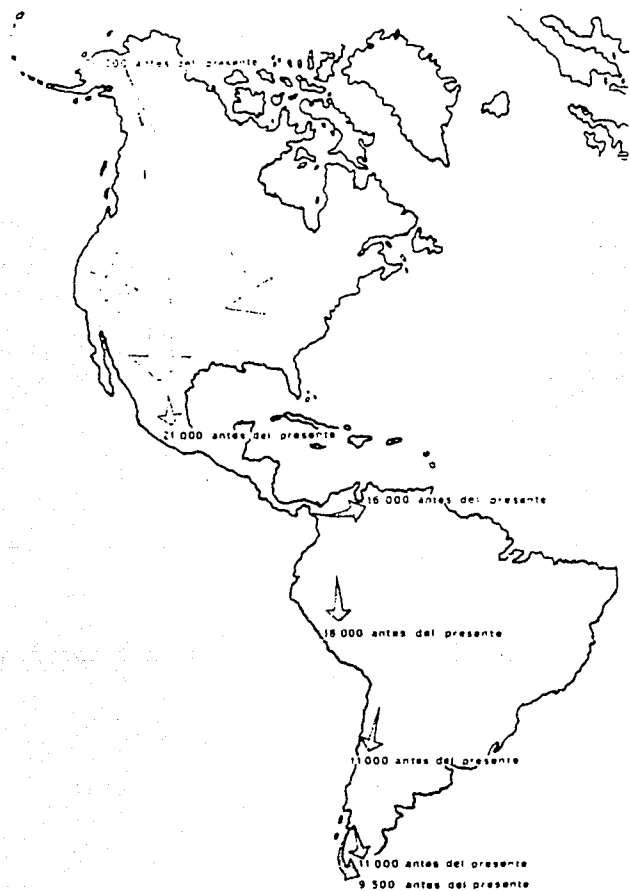 000 antes del presente
21 000 antes del presente
16 000 antes del presente
18 000 antes del presente
11 000 antes del presente
11 000 antes del presente
9 500 antes del presente